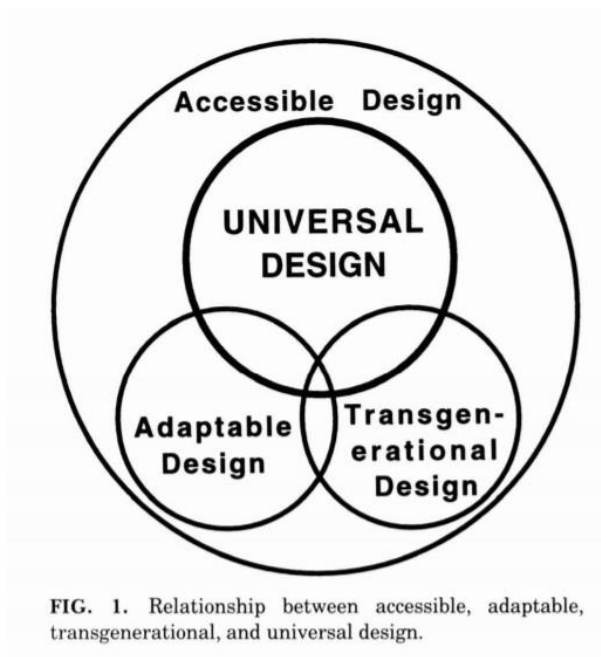 Accessible Design
UNIVERSAL
DESIGN
Adaptable
Design
Transgen-
erational
Design
FIG. 1. Relationship between accessible, adaptable,
transgenerational, and universal design.